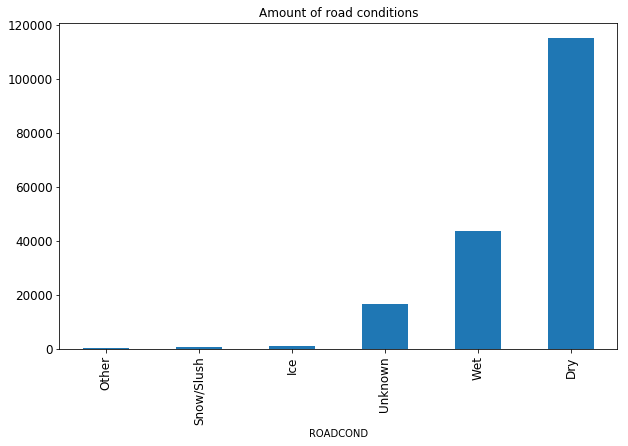 Amount of road conditions
120000
100000
80000
60000
40000
20000
0
Other
Snow/Slush
Ice
Unknown
Wet
Dry
ROADCOND